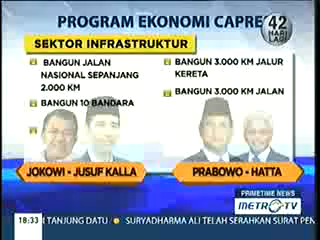 PROGRAM EKONOMI CAPRE
42
HARI
LAGI
SEKTOR INFRASTRUKTUR
BANGUN JALAN
NASIONAL SEPANJANG
2.000 KM
BANGUN 10 BANDARA
BANGUN 3.000 KM JALUR
KERETA
BANGUN 3.000 KM JALAN
JOKOWI - JUSUF KALLA
PRABOWO - HATTA
PRIMETIME NEWS
METRO TV
18:33
I TANJUNG DATU
SURYADHARMA ALI TELAH SERAHKAN SURAT PEN